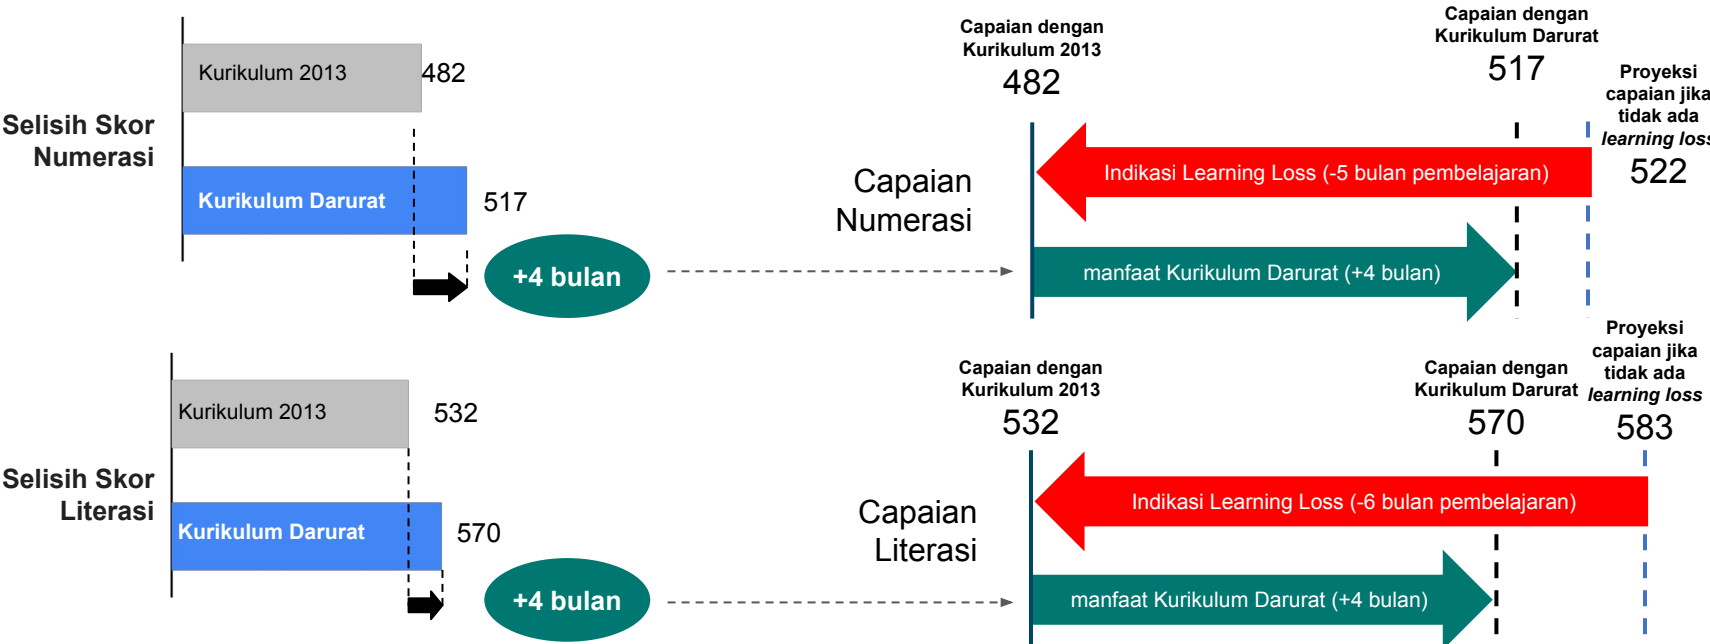 Selisih Skor
Numerasi
Kurikulum 2013
482
Kurikulum Darurat
517
+4 bulan
Capaian
Numerasi
Capaian dengan
Kurikulum 2013
482
Capaian dengan
Kurikulum Darurat
517
Proyeksi
capaian jika
tidak ada
learning loss
522
Indikasi Learning Loss (-5 bulan pembelajaran)
manfaat Kurikulum Darurat (+4 bulan)
Selisih Skor
Literasi
Kurikulum 2013
532
Kurikulum Darurat
570
+4 bulan
Capaian
Literasi
Capaian dengan
Kurikulum 2013
532
Capaian dengan
Kurikulum Darurat
570
Proyeksi
capaian jika
tidak ada
learning loss
583
Indikasi Learning Loss (-6 bulan pembelajaran)
manfaat Kurikulum Darurat (+4 bulan)